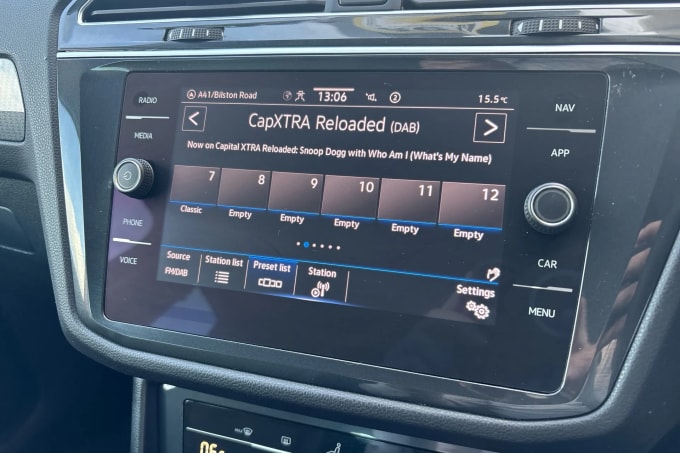 RADIO
MEDIA
PHONE
VOICE
A41/Bilston Road
13:06
2
15.5°C
CapXTRA Reloaded (DAB)
Now on Capital XTRA Reloaded: Snoop Dogg with Who Am I (What's My Name)
7 8 9 10 11 12
Classic Empty Empty Empty Empty Empty
Source Station list Preset list Station Settings
FM/DAB
NAV
APP
CAR
MENU
MAX